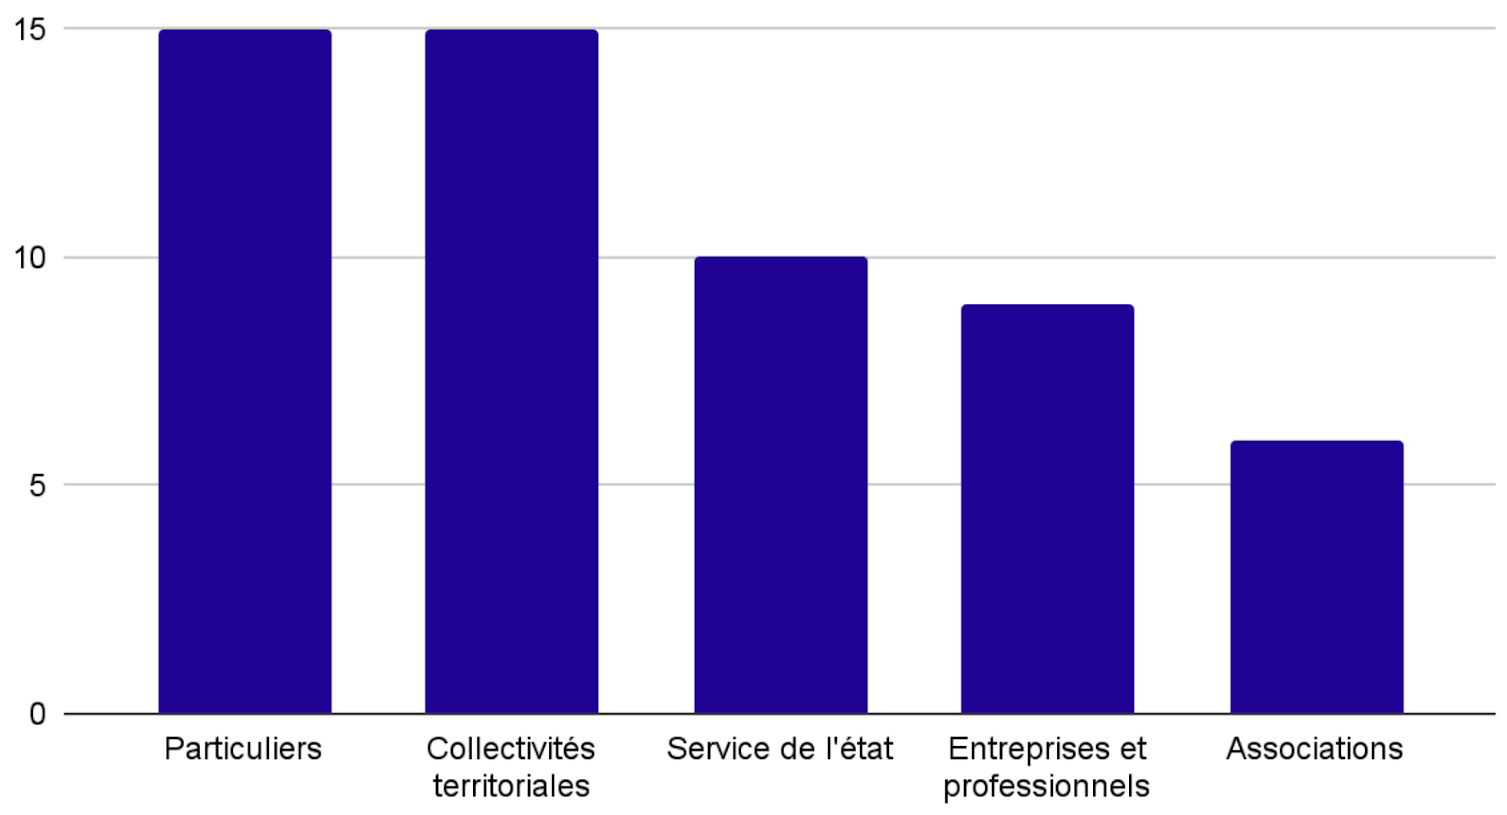 15
10
5
0
Particuliers
Collectivités
territoriales
Service de l'état
Entreprises et
professionnels
Associations